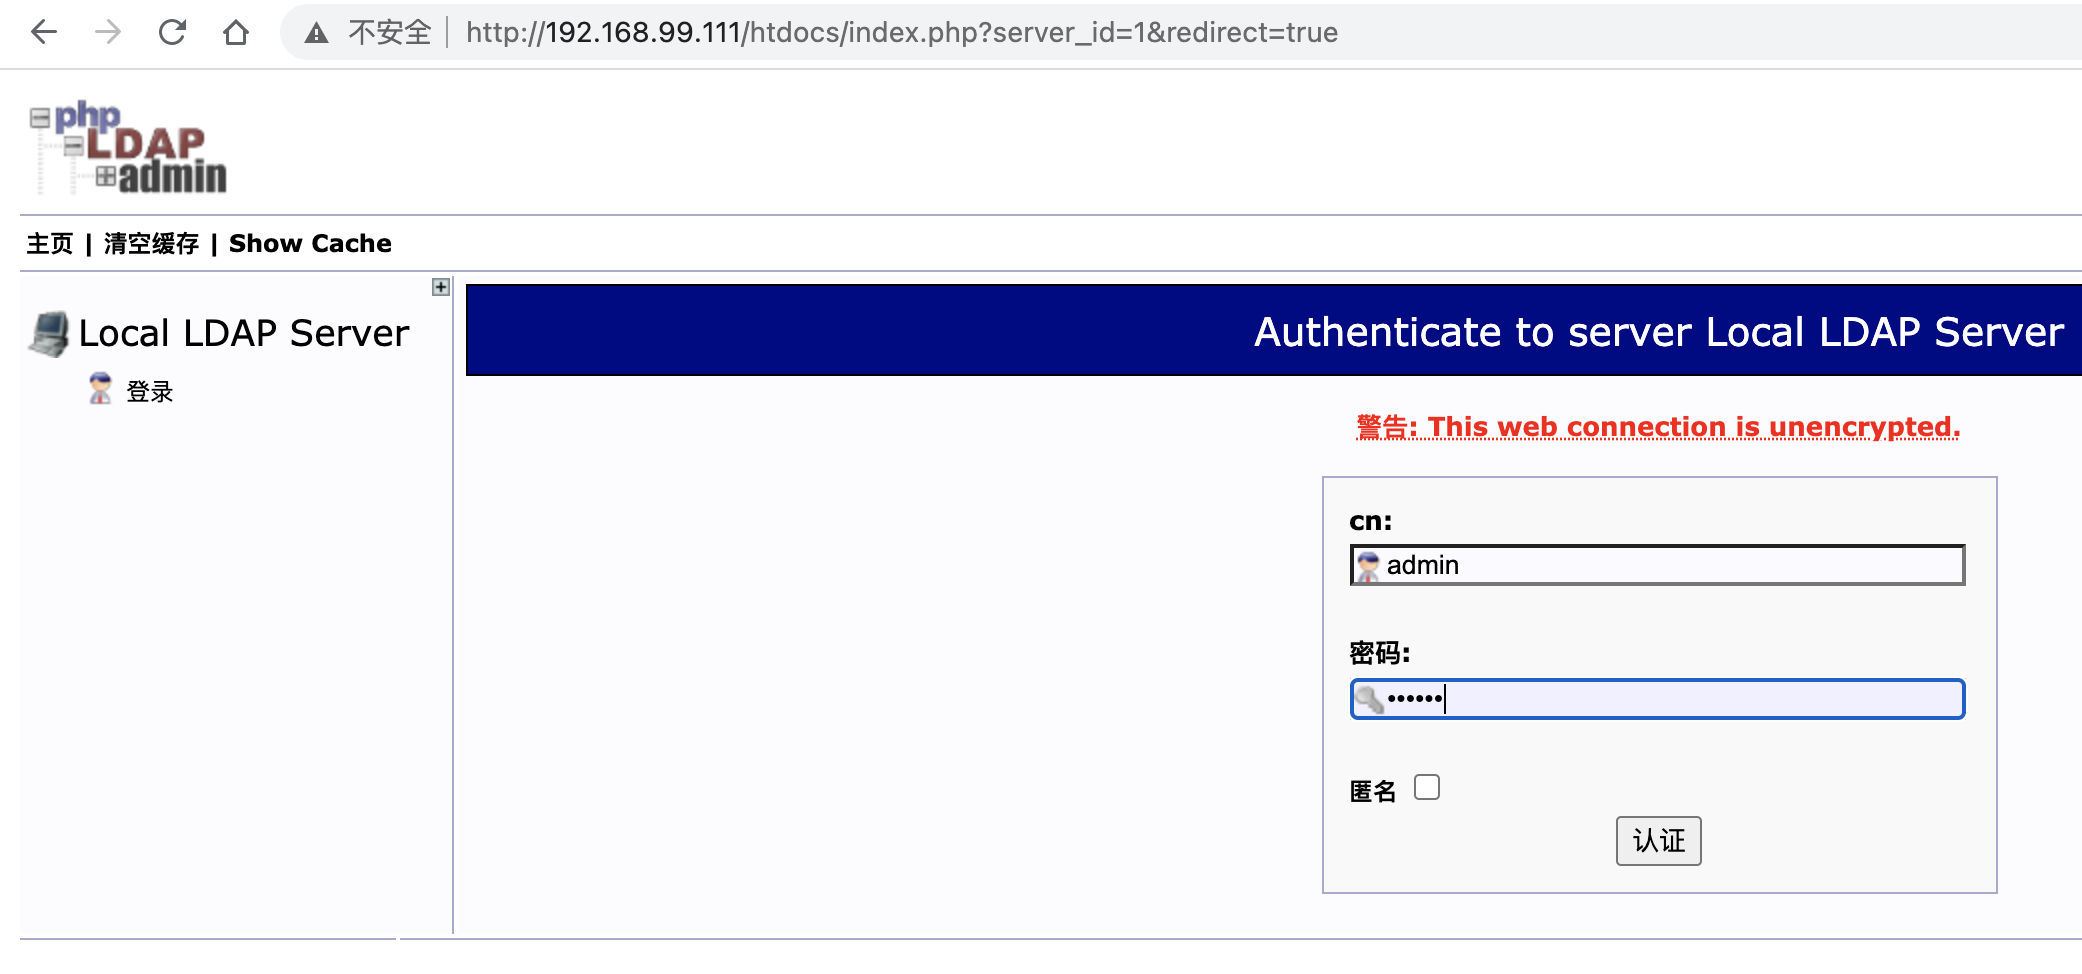 不安全 http://192.168.99.111/htdocs/index.php?server_id=1&redirect=true
php
LDAP
admin
主页 | 清空缓存 | Show Cache
Local LDAP Server
登录
Authenticate to server Local LDAP Server
警告: This web connection is unencrypted.
cn:
admin
密码:
••••••
匿名
认证